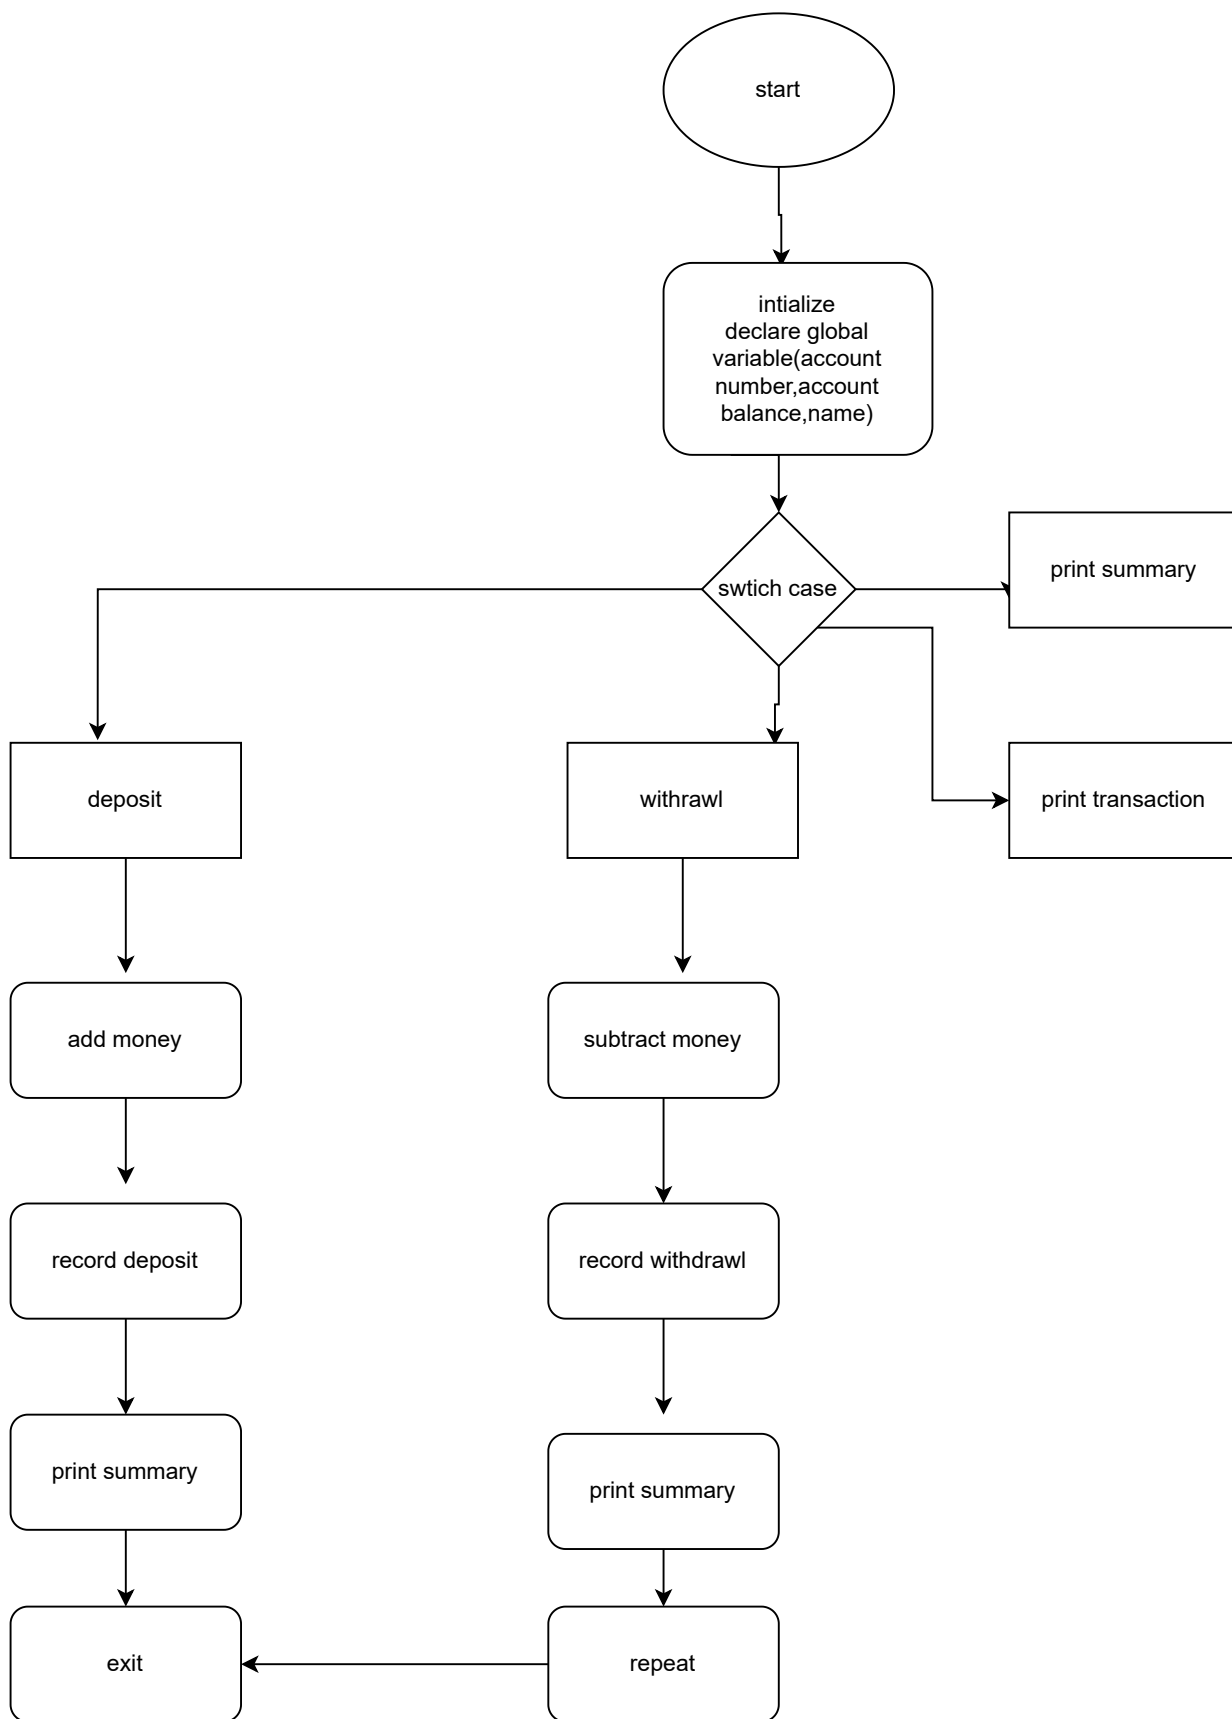 start
intialize
declare global
variable(account
number,account
balance,name)
swtich case
print summary
deposit
withrawl
print transaction
add money
subtract money
record deposit
record withdrawl
print summary
print summary
exit
repeat